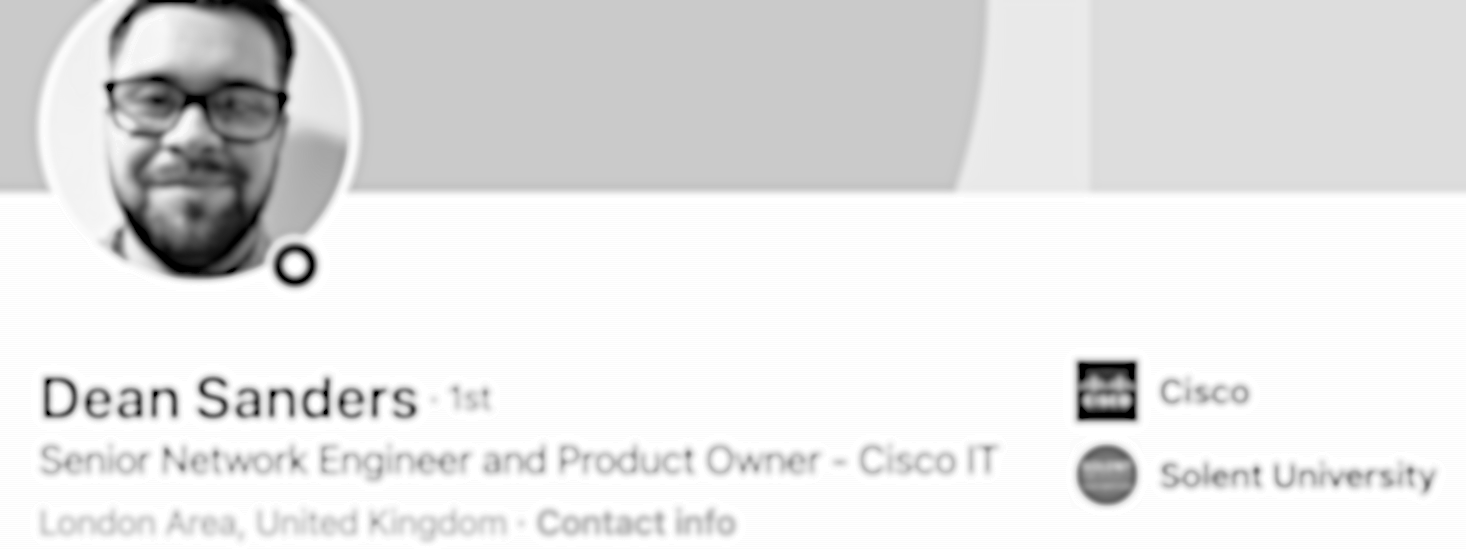 Dean Sanders · 1st
Senior Network Engineer and Product Owner - Cisco IT
London Area, United Kingdom · Contact info
CISCO Cisco
Solent University